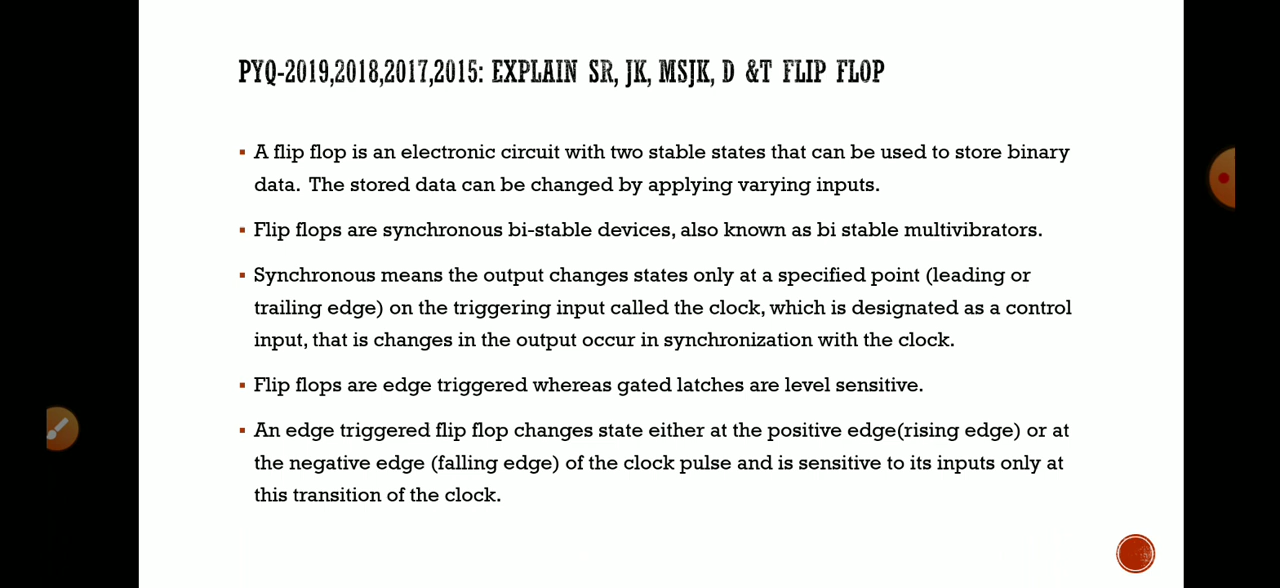 PYQ-2019,2018,2017,2015: EXPLAIN SR, JK, MSJK, D &T FLIP FLOP
▪ A flip flop is an electronic circuit with two stable states that can be used to store binary
data. The stored data can be changed by applying varying inputs.
▪ Flip flops are synchronous bi-stable devices, also known as bi stable multivibrators.
▪ Synchronous means the output changes states only at a specified point (leading or
trailing edge) on the triggering input called the clock, which is designated as a control
input, that is changes in the output occur in synchronization with the clock.
▪ Flip flops are edge triggered whereas gated latches are level sensitive.
▪ An edge triggered flip flop changes state either at the positive edge(rising edge) or at
the negative edge (falling edge) of the clock pulse and is sensitive to its inputs only at
this transition of the clock.